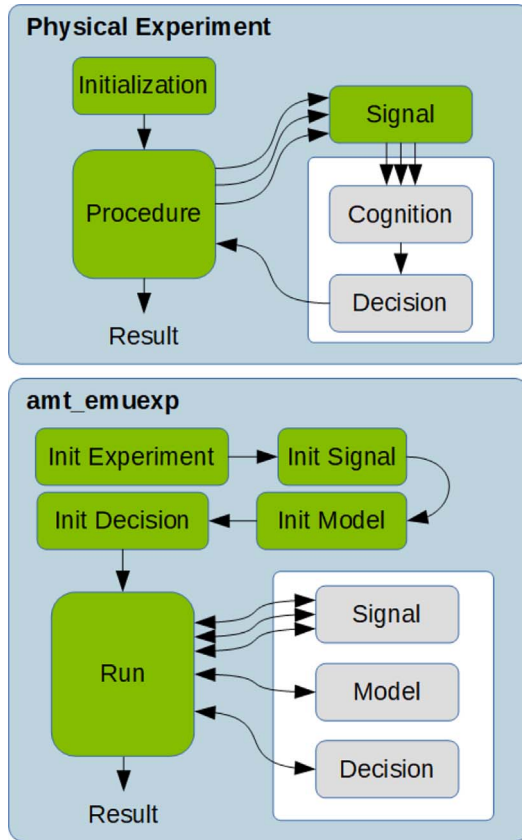 Physical Experiment
Initialization
Signal
Procedure
Cognition
Decision
Result
amt_emuexp
Init Experiment
Init Signal
Init Decision
Init Model
Signal
Run
Model
Decision
Result